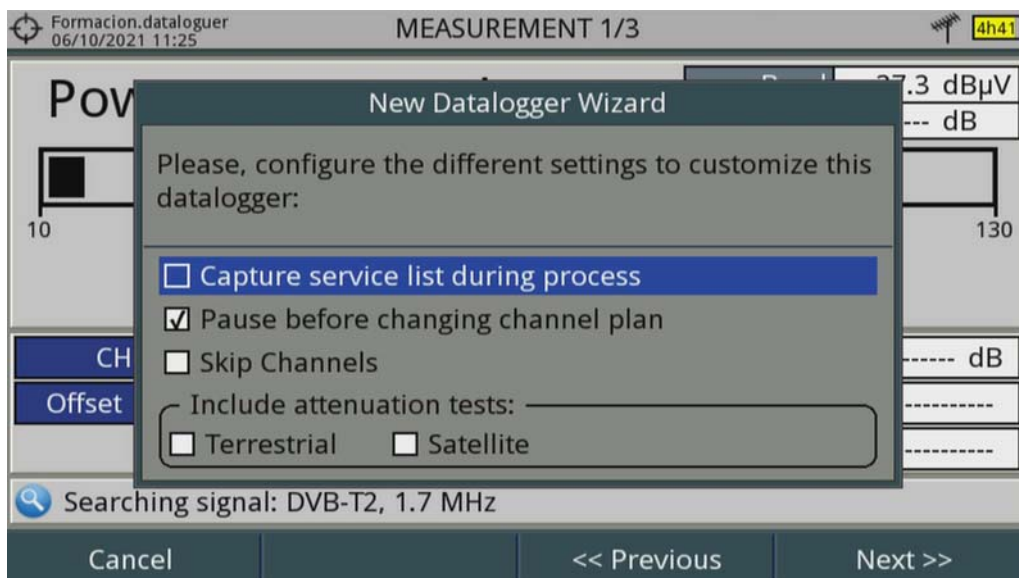 Formacion.dataloguer
06/10/2021 11:25
MEASUREMENT 1/3
4h41
Pow
.3 dBµV
--- dB
New Datalogger Wizard
Please, configure the different settings to customize this
datalogger:
10
130
Capture service list during process
Pause before changing channel plan
CH
Skip Channels
------ dB
Offset
Include attenuation tests:
----------
Terrestrial
Satellite
----------
Searching signal: DVB-T2, 1.7 MHz
Cancel
<< Previous
Next >>